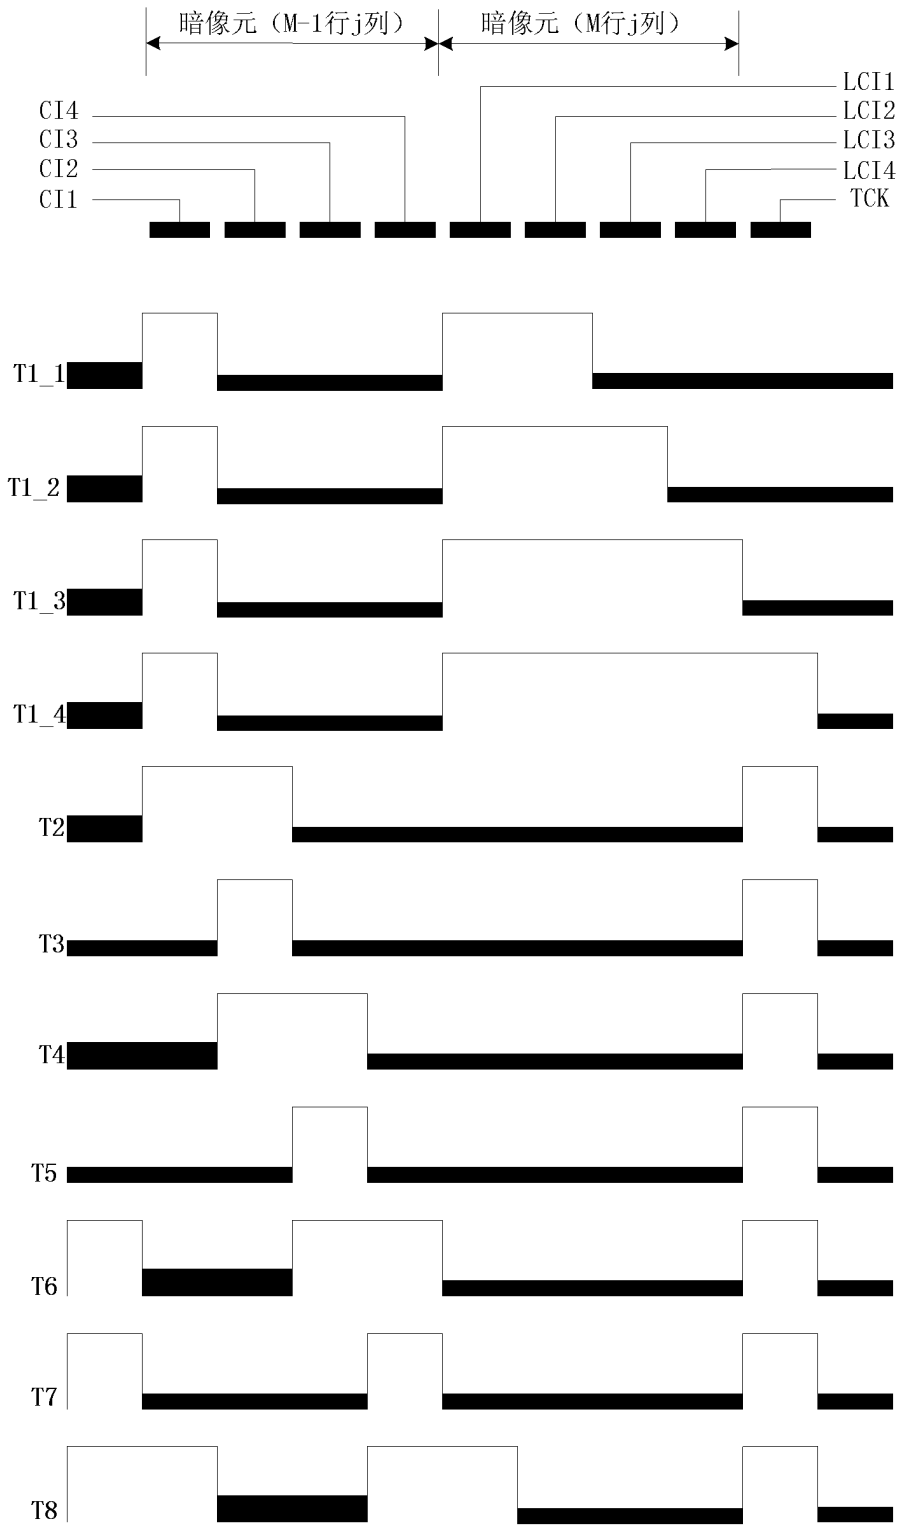 暗像元（M-1行j列） 暗像元（M行j列）
LCI1
CI4 LCI2
CI3 LCI3
CI2 LCI4
CI1 TCK
T1_1
T1_2
T1_3
T1_4
T2
T3
T4
T5
T6
T7
T8